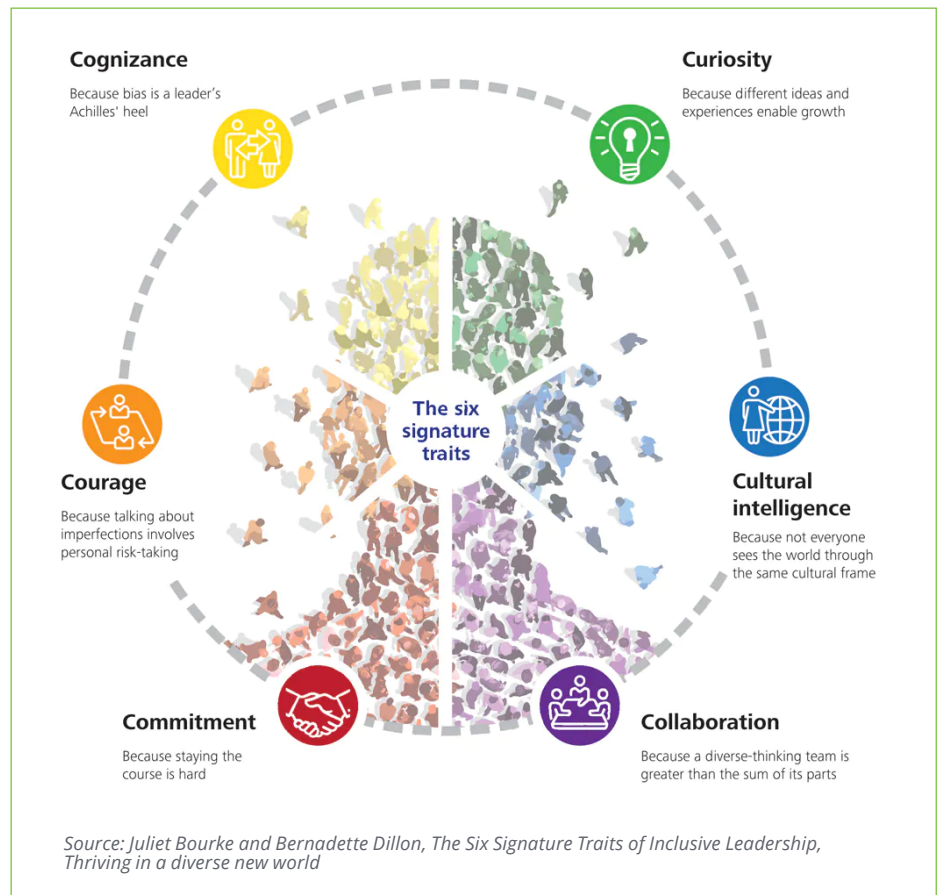 Cognizance
Because bias is a leader's
Achilles' heel
Curiosity
Because different ideas and
experiences enable growth
The six
signature
traits
Courage
Because talking about
imperfections involves
personal risk-taking
Cultural
intelligence
Because not everyone
sees the world through
the same cultural frame
Commitment
Because staying the
course is hard
Collaboration
Because a diverse-thinking team is
greater than the sum of its parts
Source: Juliet Bourke and Bernadette Dillon, The Six Signature Traits of Inclusive Leadership,
Thriving in a diverse new world